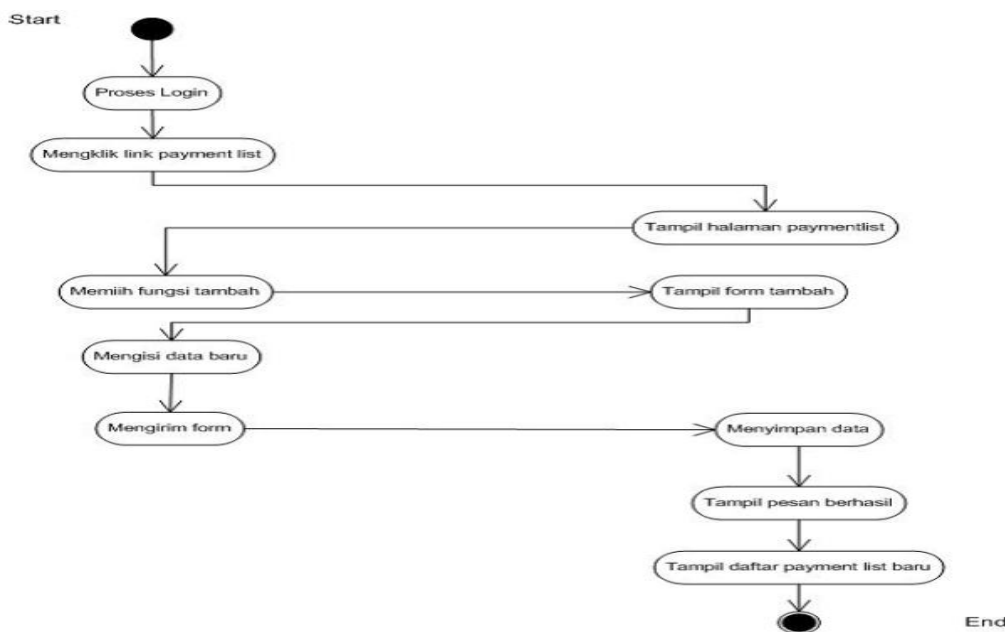 Start
Proses Login
Mengklik link payment list
Tampil halaman paymentlist
Memiih fungsi tambah
Tampil form tambah
Mengisi data baru
Mengirim form
Menyimpan data
Tampil pesan berhasil
Tampil daftar payment list baru
End